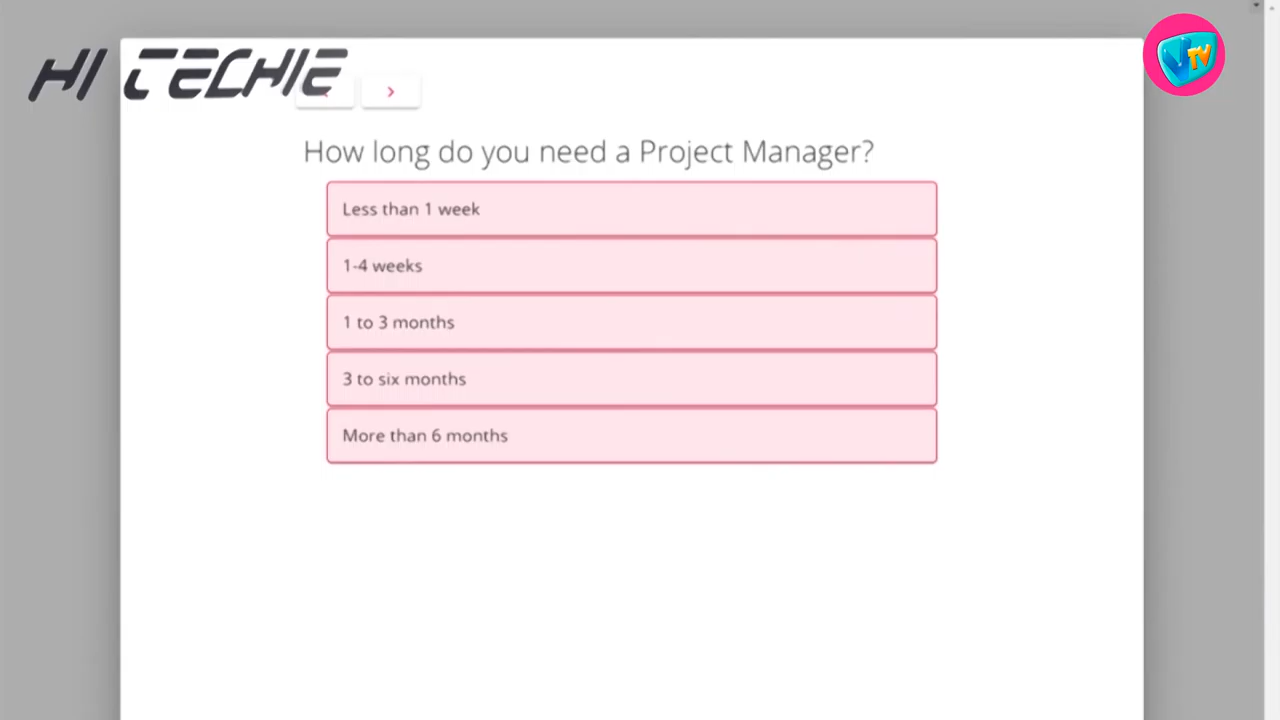 HI TECHIE
V TV
How long do you need a Project Manager?
Less than 1 week
1-4 weeks
1 to 3 months
3 to six months
More than 6 months